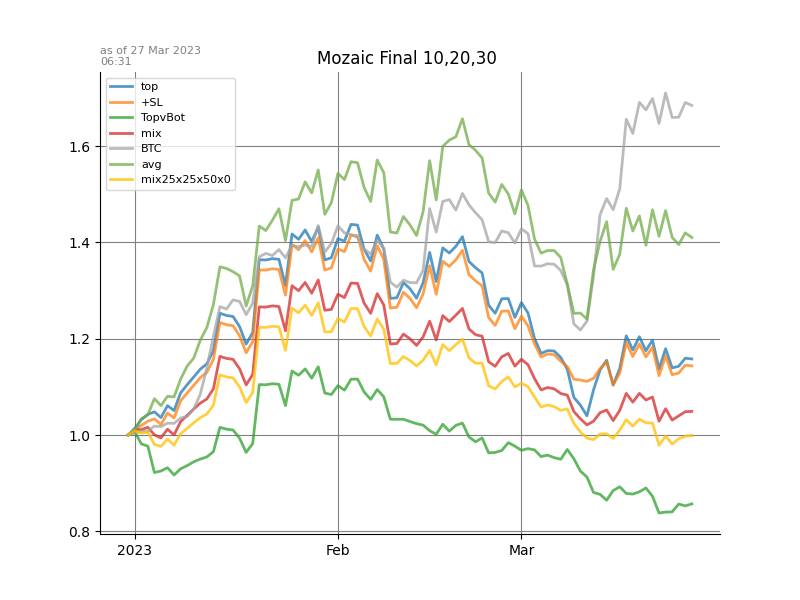 as of 27 Mar 2023
06:31
Mozaic Final 10,20,30
top
+SL
TopvBot
mix
BTC
avg
mix25x25x50x0
1.6
1.4
1.2
1.0
0.8
2023
Feb
Mar